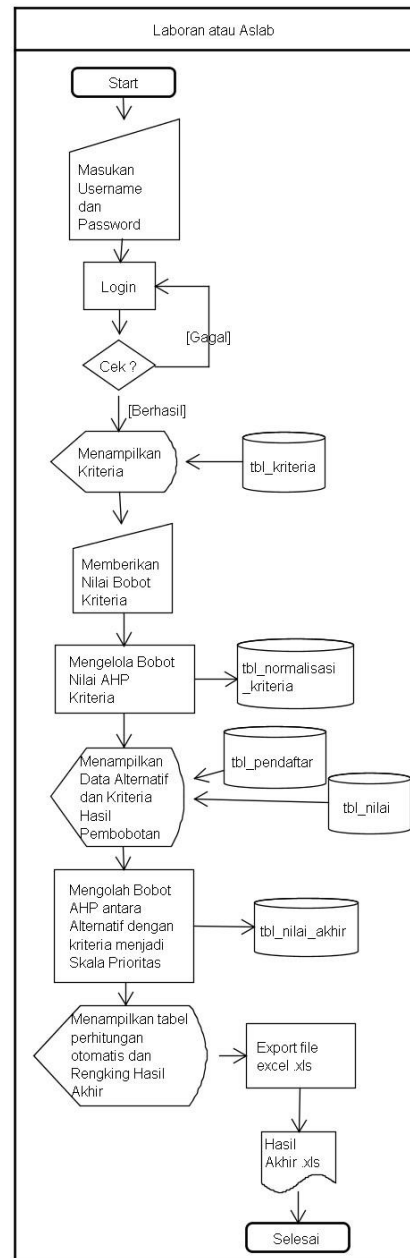 Laboran atau Aslab
Start
Masukan
Username
dan
Password
Login
[Gagal]
Cek ?
[Berhasil]
Menampilkan
Kriteria
tbl_kriteria
Memberikan
Nilai Bobot
Kriteria
Mengelola Bobot
Nilai AHP
Kriteria
tbl_normalisasi
_kriteria
Menampilkan
Data Alternatif
dan Kriteria
Hasil
Pembobotan
tbl_pendaftar
tbl_nilai
Mengolah Bobot
AHP antara
Alternatif dengan
kriteria menjadi
Skala Prioritas
tbl_nilai_akhir
Menampilkan tabel
perhitungan
otomatis dan
Rengking Hasil
Akhir
Export file
excel .xls
Hasil
Akhir .xls
Selesai